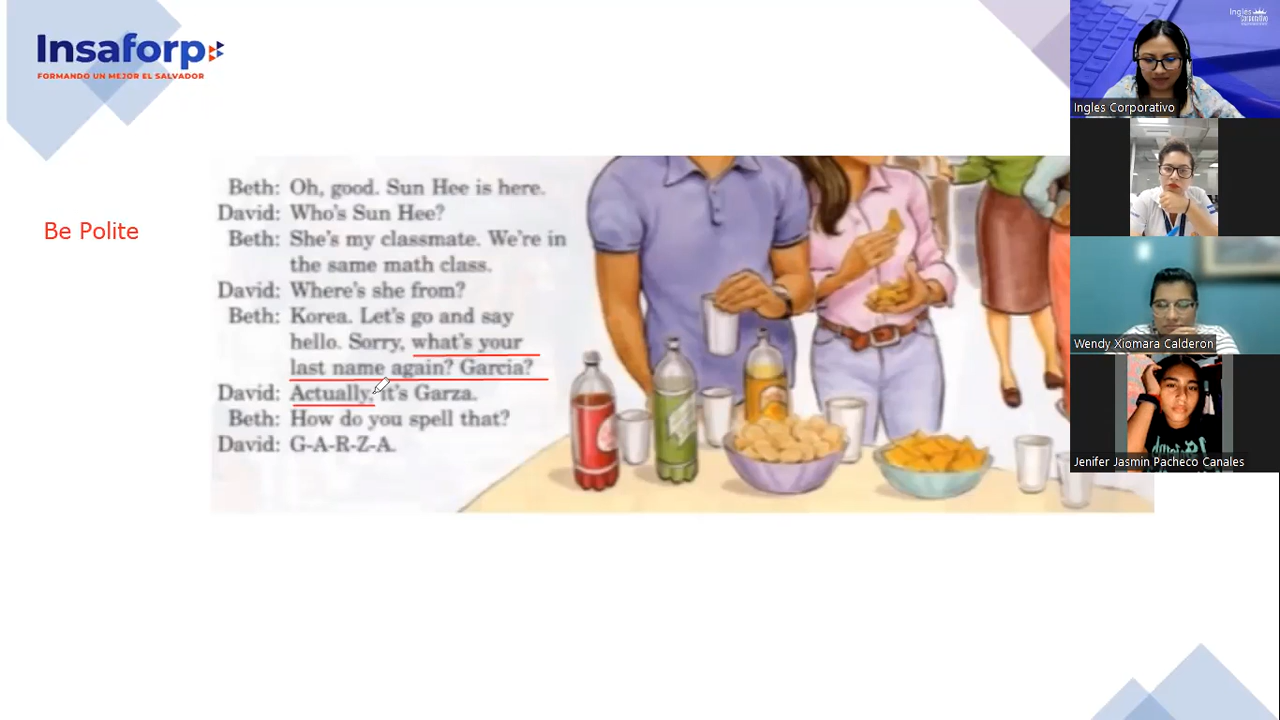 Insaforp
FORMANDO UN MEJOR EL SALVADOR
Be Polite
Beth: Oh, good. Sun Hee is here.
David: Who's Sun Hee?
Beth: She's my classmate. We're in
the same math class.
David: Where's she from?
Beth: Korea. Let's go and say
hello. Sorry, what's your
last name again? Garcia?
David: Actually, it's Garza.
Beth: How do you spell that?
David: G-A-R-Z-A.
Ingles
Corporativo
Ingles Corporativo
Wendy Xiomara Calderon
Jenifer Jasmin Pacheco Canales